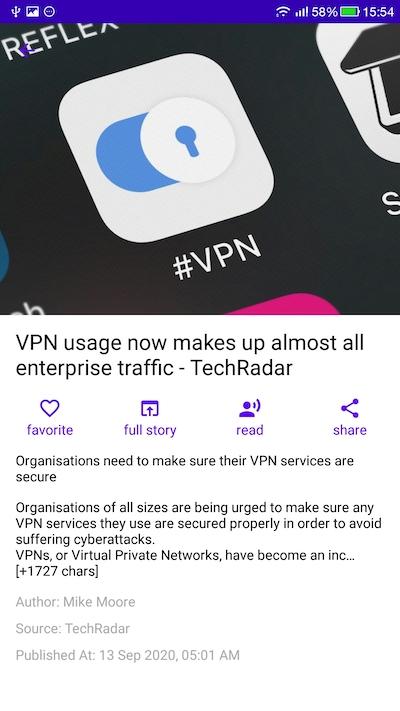 58% 15:54
REFLEX
#VPN
VPN usage now makes up almost all
enterprise traffic - TechRadar
favorite full story read share
Organisations need to make sure their VPN services are
secure
Organisations of all sizes are being urged to make sure any
VPN services they use are secured properly in order to avoid
suffering cyberattacks.
VPNs, or Virtual Private Networks, have become an inc…
[+1727 chars]
Author: Mike Moore
Source: TechRadar
Published At: 13 Sep 2020, 05:01 AM